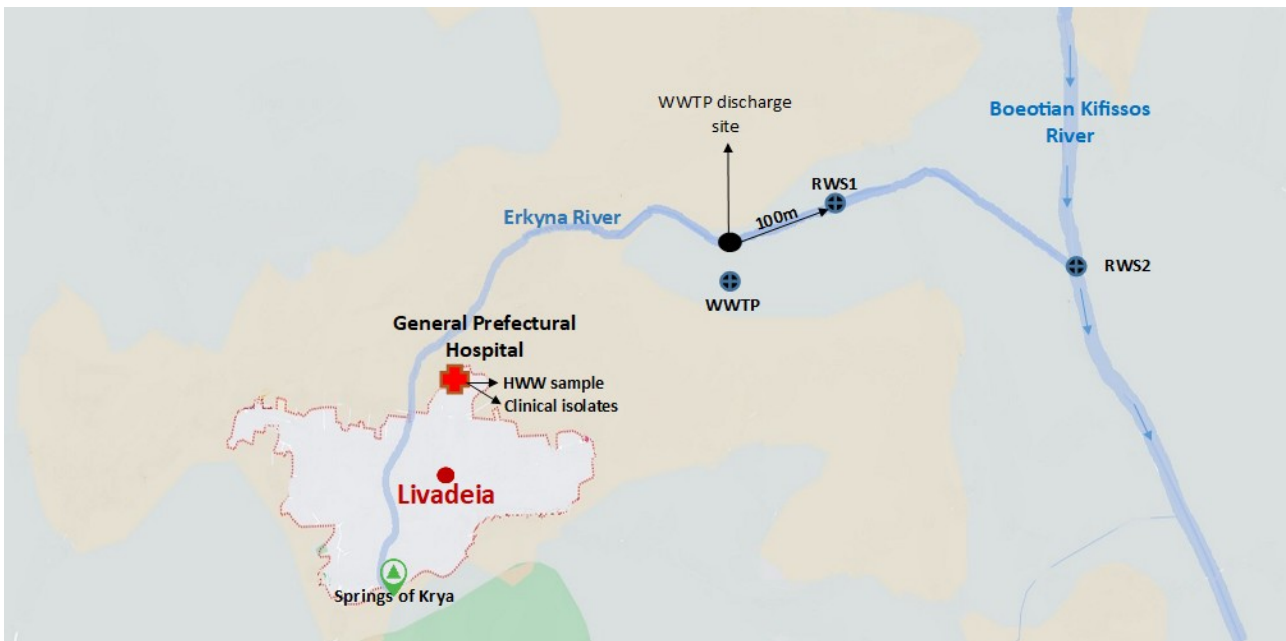 WWTP discharge
site
Boeotian Kifissos
River
RWS1
Erkyna River
100m
RWS2
WWTP
General Prefectural
Hospital
HWW sample
Clinical isolates
Livadeia
Springs of Krya